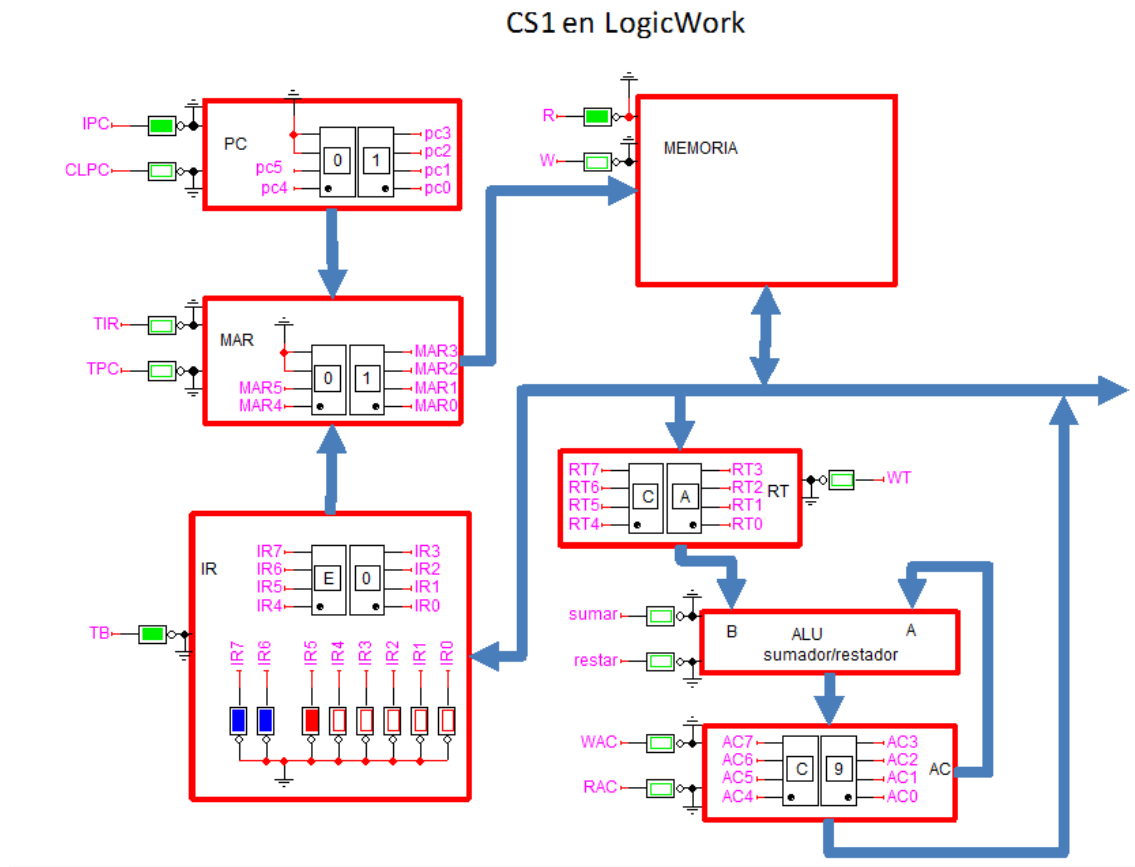 CS1 en LogicWork
IPC
CLPC
PC
0 1
pc3
pc2
pc5 pc1
pc4 pc0
R
W
MEMORIA
TIR
TPC
MAR
0 1
MAR3
MAR2
MAR5 MAR1
MAR4 MAR0
RT7 RT3
RT6 C A RT2 RT
RT5 RT1
RT4 RT0
WT
IR
IR7 IR3
IR6 E 0 IR2
IR5 IR1
IR4 IR0
TB
IR7 IR6 IR5 IR4 IR3 IR2 IR1 IR0
sumar
restar
B ALU A
sumador/restador
WAC
RAC
AC7 AC3
AC6 C 9 AC2 AC
AC5 AC1
AC4 AC0